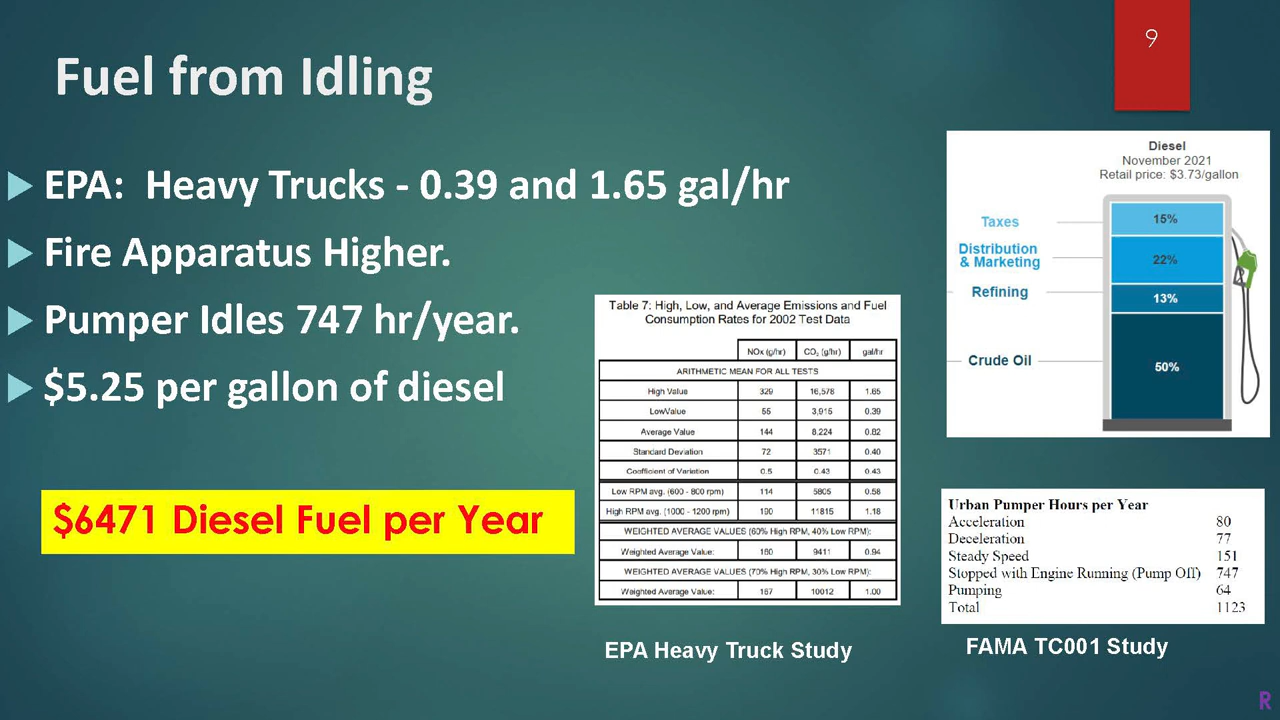 9
Fuel from Idling
EPA: Heavy Trucks - 0.39 and 1.65 gal/hr
Fire Apparatus Higher.
Pumper Idles 747 hr/year.
$5.25 per gallon of diesel
$6471 Diesel Fuel per Year
Table 7: High, Low, and Average Emissions and Fuel
Consumption Rates for 2002 Test Data
NOx (g/hr) CO₂ (g/hr) gal/hr
ARITHMETIC MEAN FOR ALL TESTS
High Value 329 16,578 1.65
LowValue 55 3,915 0.39
Average Value 144 8,224 0.82
Standard Deviation 72 3571 0.40
Coefficient of Variation 0.5 0.43 0.43
Low RPM avg. (600 - 800 rpm) 114 5805 0.58
High RPM avg. (1000 - 1200 rpm) 190 11815 1.18
WEIGHTED AVERAGE VALUES (60% High RPM, 40% Low RPM):
Weighted Average Value: 160 9411 0.94
WEIGHTED AVERAGE VALUES (70% High RPM, 30% Low RPM):
Weighted Average Value: 167 10012 1.00
EPA Heavy Truck Study
Diesel
November 2021
Retail price: $3.73/gallon
Taxes 15%
Distribution
& Marketing 22%
Refining 13%
Crude Oil 50%
Urban Pumper Hours per Year
Acceleration 80
Deceleration 77
Steady Speed 151
Stopped with Engine Running (Pump Off) 747
Pumping 64
Total 1123
FAMA TC001 Study
R